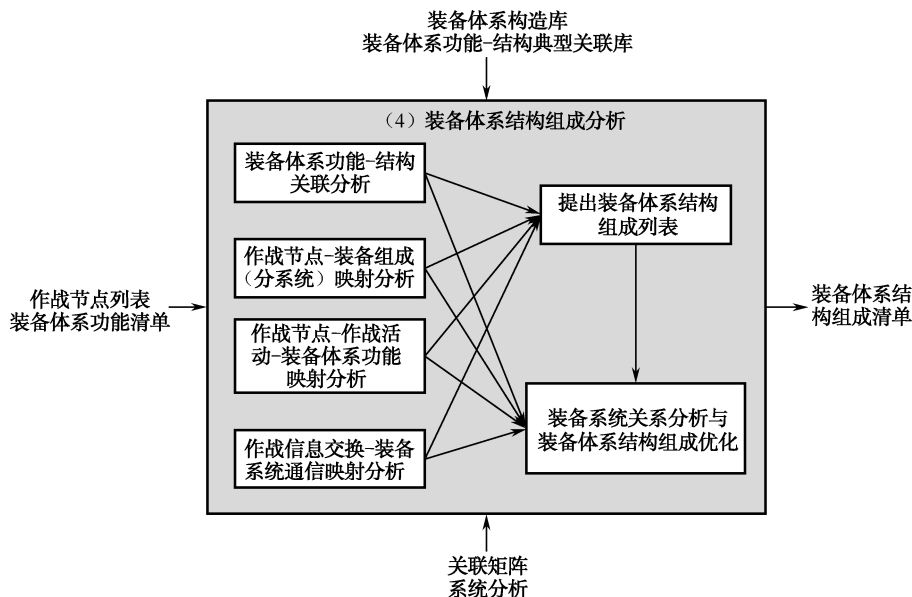 装备体系构造库
装备体系功能-结构典型关联库
（4）装备体系结构组成分析
装备体系功能-结构
关联分析
作战节点-装备组成
（分系统）映射分析
作战节点-作战活
动-装备体系功能
映射分析
作战信息交换-装备
系统通信映射分析
提出装备体系结构
组成列表
装备系统关系分析与
装备体系结构组成优化
作战节点列表
装备体系功能清单
装备体系结
构组成清单
关联矩阵
系统分析